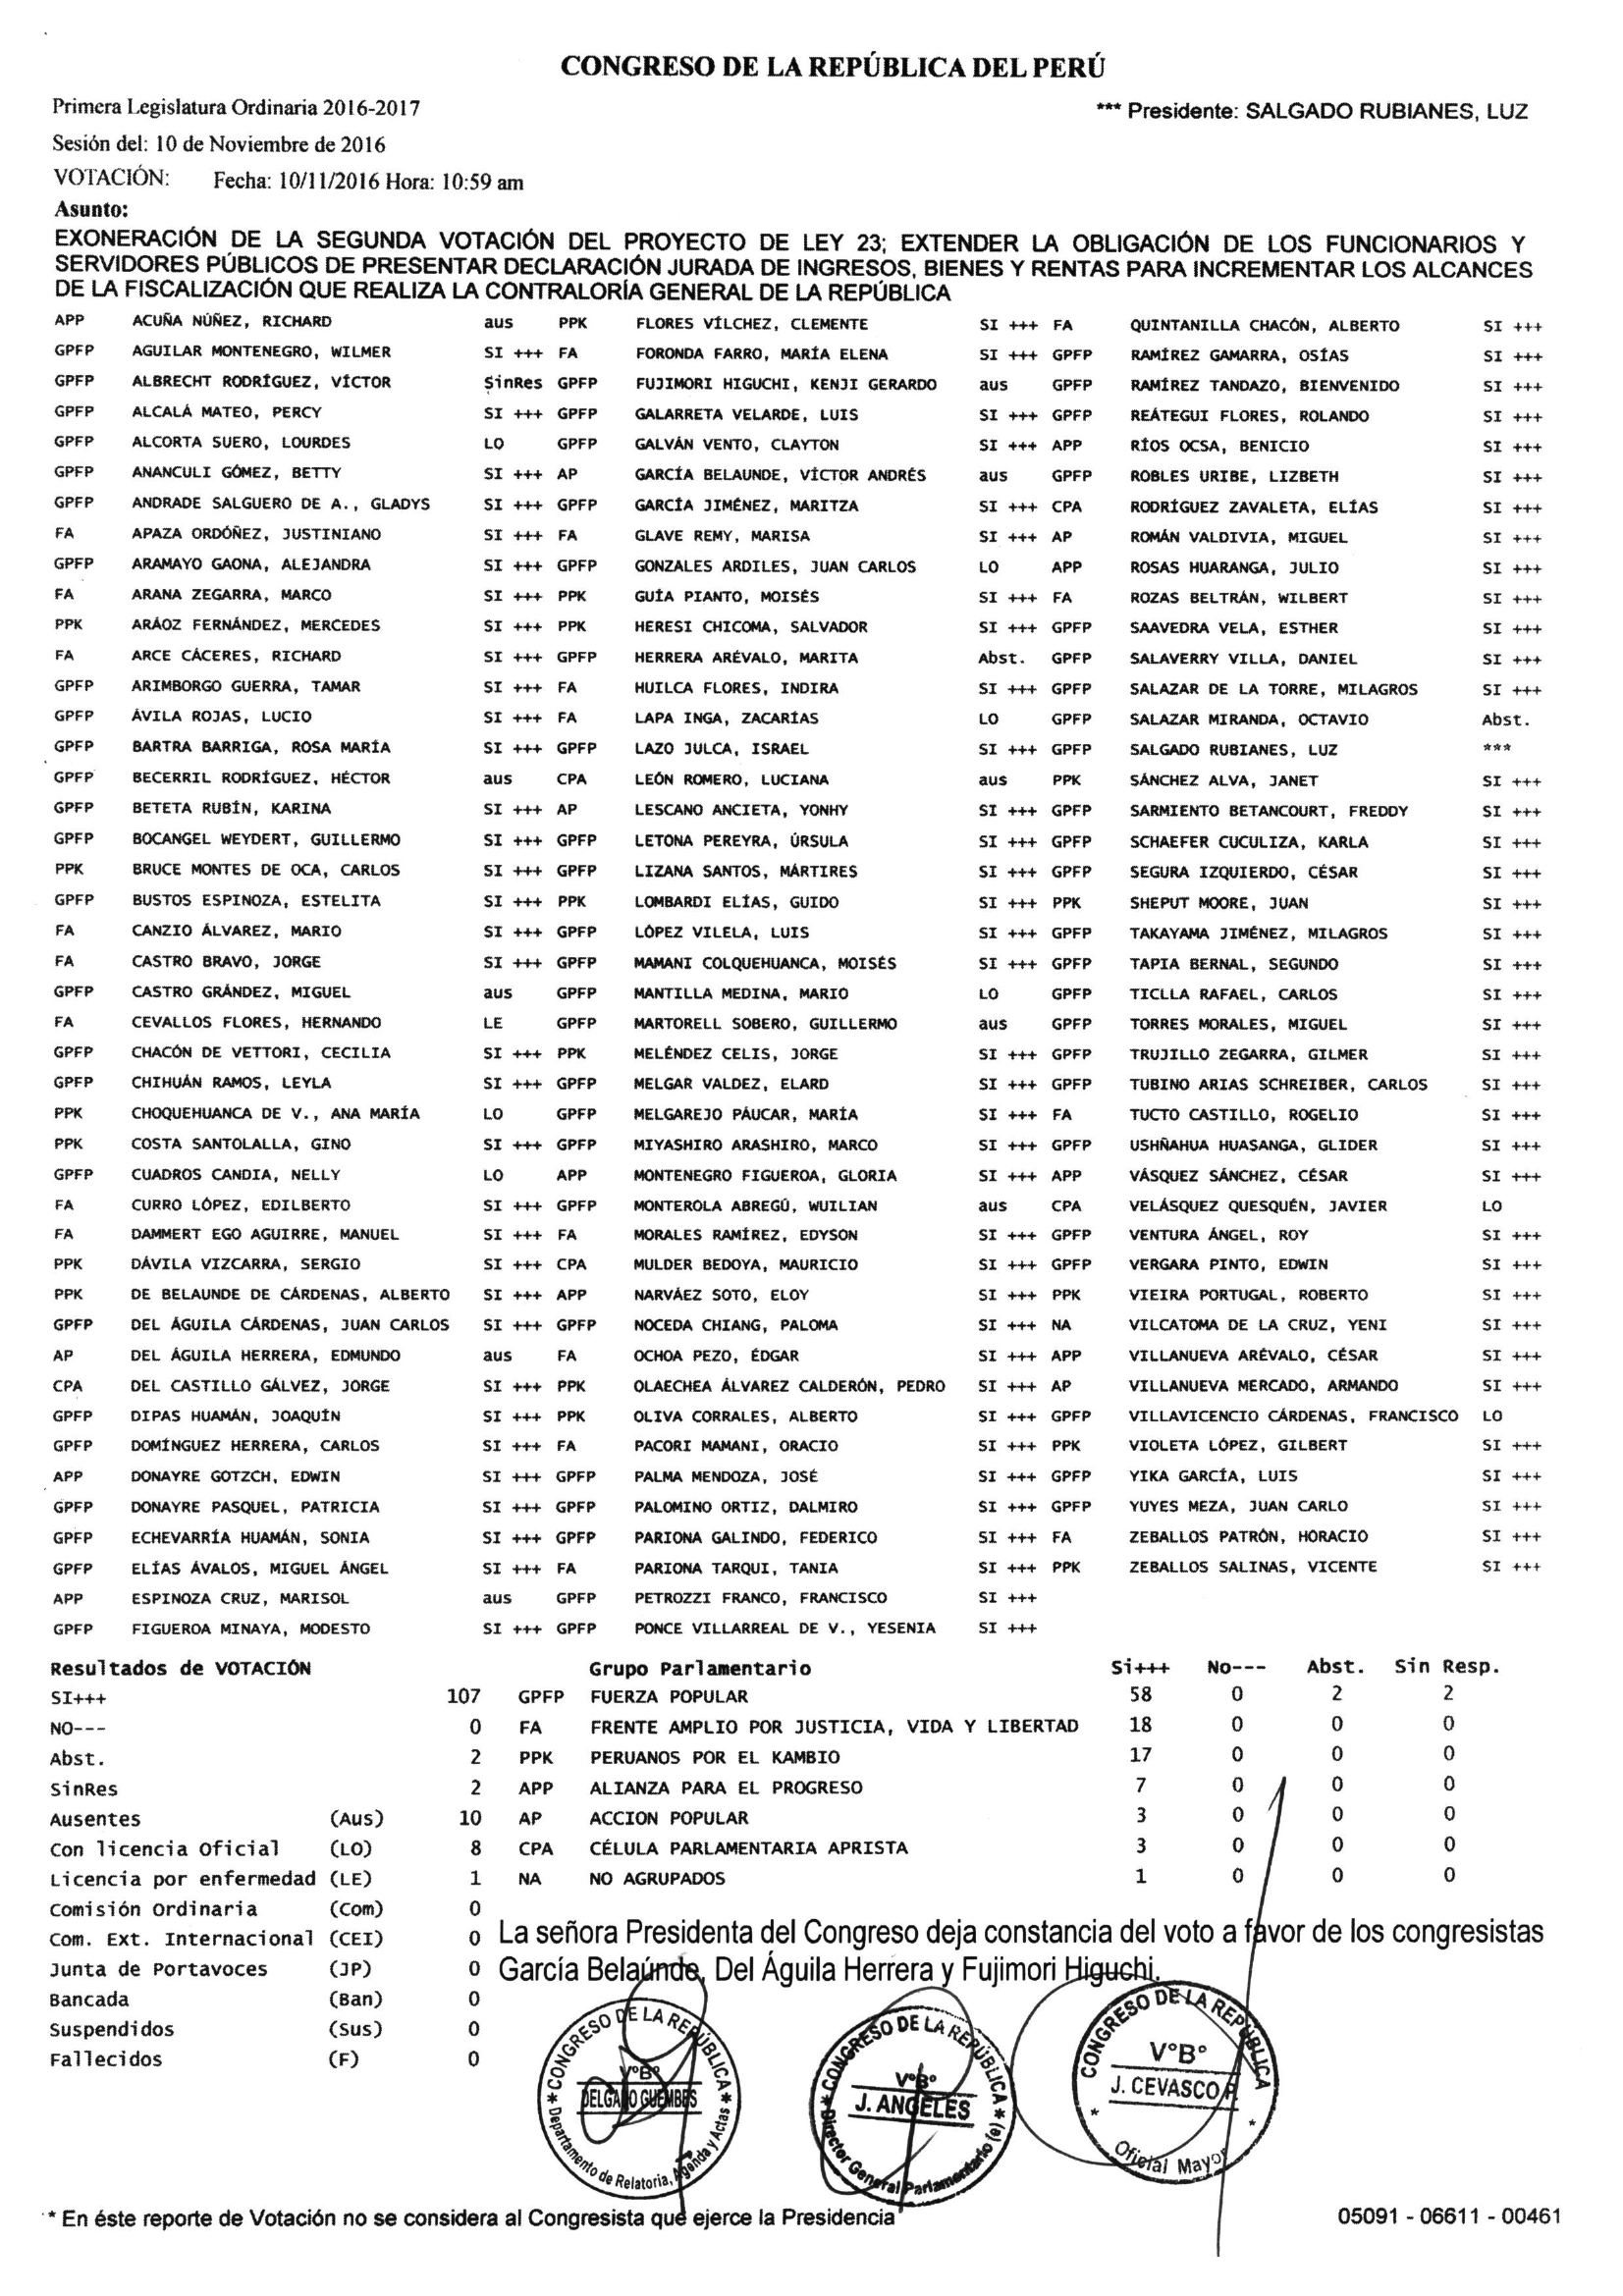 CONGRESO DE LA REPÚBLICA DEL PERÚ
Primera Legislatura Ordinaria 2016-2017 *** Presidente: SALGADO RUBIANES, LUZ
Sesión del: 10 de Noviembre de 2016
VOTACIÓN: Fecha: 10/11/2016 Hora: 10:59 am
Asunto:
EXONERACIÓN DE LA SEGUNDA VOTACIÓN DEL PROYECTO DE LEY 23; EXTENDER LA OBLIGACIÓN DE LOS FUNCIONARIOS Y
SERVIDORES PÚBLICOS DE PRESENTAR DECLARACIÓN JURADA DE INGRESOS, BIENES Y RENTAS PARA INCREMENTAR LOS ALCANCES
DE LA FISCALIZACIÓN QUE REALIZA LA CONTRALORÍA GENERAL DE LA REPÚBLICA
APP ACUÑA NÚÑEZ, RICHARD aus PPK FLORES VÍLCHEZ, CLEMENTE SI +++ FA QUINTANILLA CHACÓN, ALBERTO SI +++
GPFP AGUILAR MONTENEGRO, WILMER SI +++ FA FORONDA FARRO, MARÍA ELENA SI +++ GPFP RAMÍREZ GAMARRA, OSÍAS SI +++
GPFP ALBRECHT RODRÍGUEZ, VÍCTOR SinRes GPFP FUJIMORI HIGUCHI, KENJI GERARDO aus GPFP RAMÍREZ TANDAZO, BIENVENIDO SI +++
GPFP ALCALÁ MATEO, PERCY SI +++ GPFP GALARRETA VELARDE, LUIS SI +++ GPFP REÁTEGUI FLORES, ROLANDO SI +++
GPFP ALCORTA SUERO, LOURDES LO GPFP GALVÁN VENTO, CLAYTON SI +++ APP RÍOS OCSA, BENICIO SI +++
GPFP ANANCULI GÓMEZ, BETTY SI +++ AP GARCÍA BELAUNDE, VÍCTOR ANDRÉS aus GPFP ROBLES URIBE, LIZBETH SI +++
GPFP ANDRADE SALGUERO DE A., GLADYS SI +++ GPFP GARCÍA JIMÉNEZ, MARITZA SI +++ CPA RODRÍGUEZ ZAVALETA, ELÍAS SI +++
FA APAZA ORDÓÑEZ, JUSTINIANO SI +++ FA GLAVE REMY, MARISA SI +++ AP ROMÁN VALDIVIA, MIGUEL SI +++
GPFP ARAMAYO GAONA, ALEJANDRA SI +++ GPFP GONZALES ARDILES, JUAN CARLOS LO APP ROSAS HUARANGA, JULIO SI +++
FA ARANA ZEGARRA, MARCO SI +++ PPK GUÍA PIANTO, MOISÉS SI +++ FA ROZAS BELTRÁN, WILBERT SI +++
PPK ARÁOZ FERNÁNDEZ, MERCEDES SI +++ PPK HERESI CHICOMA, SALVADOR SI +++ GPFP SAAVEDRA VELA, ESTHER SI +++
FA ARCE CÁCERES, RICHARD SI +++ GPFP HERRERA ARÉVALO, MARITA Abst. GPFP SALAVERRY VILLA, DANIEL SI +++
GPFP ARIMBORGO GUERRA, TAMAR SI +++ FA HUILCA FLORES, INDIRA SI +++ GPFP SALAZAR DE LA TORRE, MILAGROS SI +++
GPFP ÁVILA ROJAS, LUCIO SI +++ FA LAPA INGA, ZACARÍAS LO GPFP SALAZAR MIRANDA, OCTAVIO Abst.
GPFP BARTRA BARRIGA, ROSA MARÍA SI +++ GPFP LAZO JULCA, ISRAEL SI +++ GPFP SALGADO RUBIANES, LUZ ***
GPFP BECERRIL RODRÍGUEZ, HÉCTOR aus CPA LEÓN ROMERO, LUCIANA aus PPK SÁNCHEZ ALVA, JANET SI +++
GPFP BETETA RUBÍN, KARINA SI +++ AP LESCANO ANCIETA, YONHY SI +++ GPFP SARMIENTO BETANCOURT, FREDDY SI +++
GPFP BOCANGEL WEYDERT, GUILLERMO SI +++ GPFP LETONA PEREYRA, ÚRSULA SI +++ GPFP SCHAEFER CUCULIZA, KARLA SI +++
PPK BRUCE MONTES DE OCA, CARLOS SI +++ GPFP LIZANA SANTOS, MÁRTIRES SI +++ GPFP SEGURA IZQUIERDO, CÉSAR SI +++
GPFP BUSTOS ESPINOZA, ESTELITA SI +++ PPK LOMBARDI ELÍAS, GUIDO SI +++ PPK SHEPUT MOORE, JUAN SI +++
FA CANZIO ÁLVAREZ, MARIO SI +++ GPFP LÓPEZ VILELA, LUIS SI +++ GPFP TAKAYAMA JIMÉNEZ, MILAGROS SI +++
FA CASTRO BRAVO, JORGE SI +++ GPFP MAMANI COLQUEHUANCA, MOISÉS SI +++ GPFP TAPIA BERNAL, SEGUNDO SI +++
GPFP CASTRO GRÁNDEZ, MIGUEL aus GPFP MANTILLA MEDINA, MARIO LO GPFP TICLLA RAFAEL, CARLOS SI +++
FA CEVALLOS FLORES, HERNANDO LE GPFP MARTORELL SOBERO, GUILLERMO aus GPFP TORRES MORALES, MIGUEL SI +++
GPFP CHACÓN DE VETTORI, CECILIA SI +++ PPK MELÉNDEZ CELIS, JORGE SI +++ GPFP TRUJILLO ZEGARRA, GILMER SI +++
GPFP CHIHUÁN RAMOS, LEYLA SI +++ GPFP MELGAR VALDEZ, ELARD SI +++ GPFP TUBINO ARIAS SCHREIBER, CARLOS SI +++
PPK CHOQUEHUANCA DE V., ANA MARÍA LO GPFP MELGAREJO PÁUCAR, MARÍA SI +++ FA TUCTO CASTILLO, ROGELIO SI +++
PPK COSTA SANTOLALLA, GINO SI +++ GPFP MIYASHIRO ARASHIRO, MARCO SI +++ GPFP USHÑAHUA HUASANGA, GLIDER SI +++
GPFP CUADROS CANDIA, NELLY LO APP MONTENEGRO FIGUEROA, GLORIA SI +++ APP VÁSQUEZ SÁNCHEZ, CÉSAR SI +++
FA CURRO LÓPEZ, EDILBERTO SI +++ GPFP MONTEROLA ABREGÚ, WUILIAN aus CPA VELÁSQUEZ QUESQUÉN, JAVIER LO
FA DAMMERT EGO AGUIRRE, MANUEL SI +++ FA MORALES RAMÍREZ, EDYSON SI +++ GPFP VENTURA ÁNGEL, ROY SI +++
PPK DÁVILA VIZCARRA, SERGIO SI +++ CPA MULDER BEDOYA, MAURICIO SI +++ GPFP VERGARA PINTO, EDWIN SI +++
PPK DE BELAUNDE DE CÁRDENAS, ALBERTO SI +++ APP NARVÁEZ SOTO, ELOY SI +++ PPK VIEIRA PORTUGAL, ROBERTO SI +++
GPFP DEL ÁGUILA CÁRDENAS, JUAN CARLOS SI +++ GPFP NOCEDA CHIANG, PALOMA SI +++ NA VILCATOMA DE LA CRUZ, YENI SI +++
AP DEL ÁGUILA HERRERA, EDMUNDO aus FA OCHOA PEZO, ÉDGAR SI +++ APP VILLANUEVA ARÉVALO, CÉSAR SI +++
CPA DEL CASTILLO GÁLVEZ, JORGE SI +++ PPK OLAECHEA ÁLVAREZ CALDERÓN, PEDRO SI +++ AP VILLANUEVA MERCADO, ARMANDO SI +++
GPFP DIPAS HUAMÁN, JOAQUÍN SI +++ PPK OLIVA CORRALES, ALBERTO SI +++ GPFP VILLAVICENCIO CÁRDENAS, FRANCISCO LO
GPFP DOMÍNGUEZ HERRERA, CARLOS SI +++ FA PACORI MAMANI, ORACIO SI +++ PPK VIOLETA LÓPEZ, GILBERT SI +++
APP DONAYRE GOTZCH, EDWIN SI +++ GPFP PALMA MENDOZA, JOSÉ SI +++ GPFP YIKA GARCÍA, LUIS SI +++
GPFP DONAYRE PASQUEL, PATRICIA SI +++ GPFP PALOMINO ORTIZ, DALMIRO SI +++ GPFP YUYES MEZA, JUAN CARLO SI +++
GPFP ECHEVARRÍA HUAMÁN, SONIA SI +++ GPFP PARIONA GALINDO, FEDERICO SI +++ FA ZEBALLOS PATRÓN, HORACIO SI +++
GPFP ELÍAS ÁVALOS, MIGUEL ÁNGEL SI +++ FA PARIONA TARQUI, TANIA SI +++ PPK ZEBALLOS SALINAS, VICENTE SI +++
APP ESPINOZA CRUZ, MARISOL aus GPFP PETROZZI FRANCO, FRANCISCO SI +++
GPFP FIGUEROA MINAYA, MODESTO SI +++ GPFP PONCE VILLARREAL DE V., YESENIA SI +++
Resultados de VOTACIÓN Grupo Parlamentario Si+++ No--- Abst. Sin Resp.
SI+++ 107 GPFP FUERZA POPULAR 58 0 2 2
NO--- 0 FA FRENTE AMPLIO POR JUSTICIA, VIDA Y LIBERTAD 18 0 0 0
Abst. 2 PPK PERUANOS POR EL KAMBIO 17 0 0 0
SinRes 2 APP ALIANZA PARA EL PROGRESO 7 0 0 0
Ausentes (Aus) 10 AP ACCION POPULAR 3 0 0 0
Con licencia Oficial (LO) 8 CPA CÉLULA PARLAMENTARIA APRISTA 3 0 0 0
Licencia por enfermedad (LE) 1 NA NO AGRUPADOS 1 0 0 0
Comisión Ordinaria (Com) 0
Com. Ext. Internacional (CEI) 0
Junta de Portavoces (JP) 0
Bancada (Ban) 0
Suspendidos (Sus) 0
Fallecidos (F) 0
La señora Presidenta del Congreso deja constancia del voto a favor de los congresistas
García Belaúnde, Del Águila Herrera y Fujimori Higuchi.
CONGRESO DE LA REPÚBLICA
V°B°
DELGADO GUEMBES
Departamento de Relatoria, Agenda y Actas
CONGRESO DE LA REPÚBLICA
V°B°
J. ANGELES
Director General Parlamentario (e)
CONGRESO DE LA REPÚBLICA
V°B°
J. CEVASCO P.
Oficial Mayor
* En éste reporte de Votación no se considera al Congresista que ejerce la Presidencia 05091 - 06611 - 00461